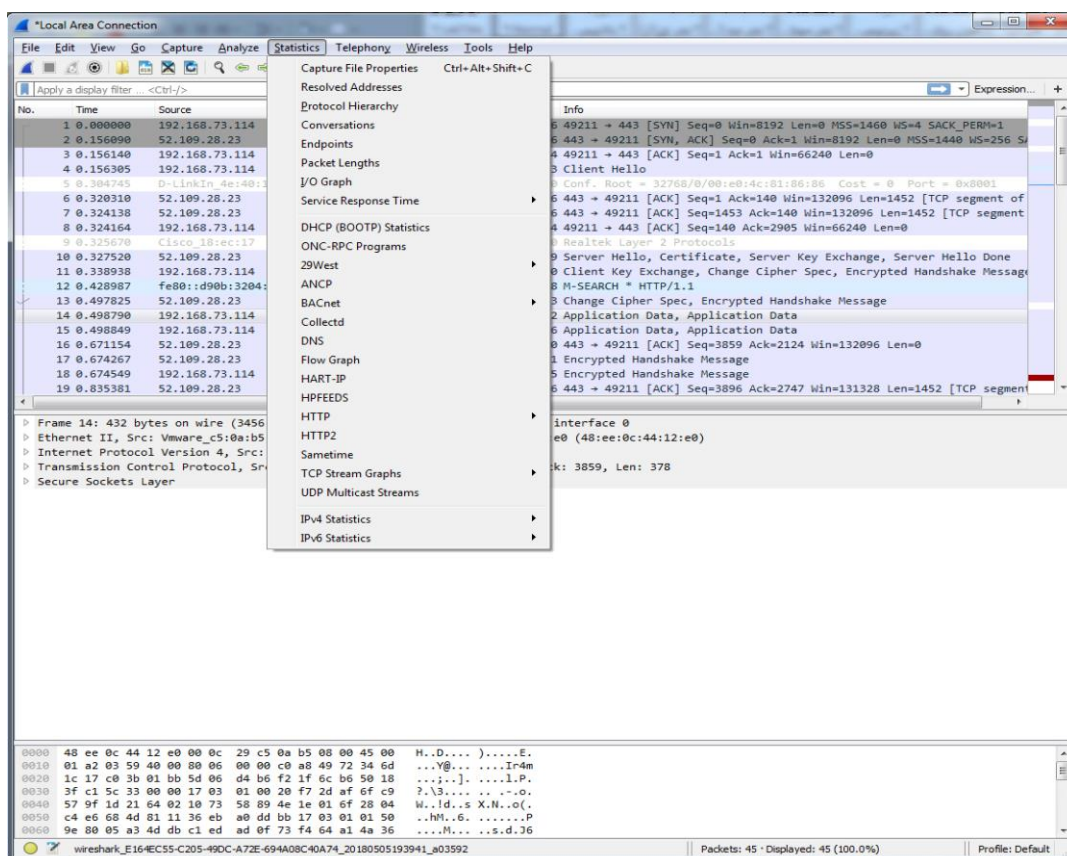 *Local Area Connection
File Edit View Go Capture Analyze Statistics Telephony Wireless Tools Help
Apply a display filter ... <Ctrl-/> Expression... +
No. Time Source Info
1 0.000000 192.168.73.114 6 49211 → 443 [SYN] Seq=0 Win=8192 Len=0 MSS=1460 WS=4 SACK_PERM=1
2 0.156090 52.109.28.23 6 443 → 49211 [SYN, ACK] Seq=0 Ack=1 Win=8192 Len=0 MSS=1440 WS=256
3 0.156140 192.168.73.114 4 49211 → 443 [ACK] Seq=1 Ack=1 Win=66240 Len=0
4 0.156305 192.168.73.114 3 Client Hello
5 0.304745 D-LinkIn_4e:40:1 0 Conf. Root = 32768/0/00:e0:4c:81:86:86 Cost = 0 Port = 0x8001
6 0.320310 52.109.28.23 6 443 → 49211 [ACK] Seq=1 Ack=140 Win=132096 Len=1452 [TCP segment of
7 0.324138 52.109.28.23 6 443 → 49211 [ACK] Seq=1453 Ack=140 Win=132096 Len=1452 [TCP segment
8 0.324164 192.168.73.114 4 49211 → 443 [ACK] Seq=140 Ack=2905 Win=66240 Len=0
9 0.325670 Cisco_18:ec:17 0 Realtek Layer 2 Protocols
10 0.327520 52.109.28.23 9 Server Hello, Certificate, Server Key Exchange, Server Hello Done
11 0.338938 192.168.73.114 0 Client Key Exchange, Change Cipher Spec, Encrypted Handshake Message
12 0.428987 fe80::d90b:3204: 8 M-SEARCH * HTTP/1.1
13 0.497825 52.109.28.23 3 Change Cipher Spec, Encrypted Handshake Message
14 0.498790 192.168.73.114 2 Application Data, Application Data
15 0.498849 192.168.73.114 6 Application Data, Application Data
16 0.671154 52.109.28.23 0 443 → 49211 [ACK] Seq=3859 Ack=2124 Win=132096 Len=0
17 0.674267 52.109.28.23 1 Encrypted Handshake Message
18 0.674549 192.168.73.114 5 Encrypted Handshake Message
19 0.835381 52.109.28.23 6 443 → 49211 [ACK] Seq=3896 Ack=2747 Win=131328 Len=1452 [TCP segment
Capture File Properties Ctrl+Alt+Shift+C
Resolved Addresses
Protocol Hierarchy
Conversations
Endpoints
Packet Lengths
I/O Graph
Service Response Time
DHCP (BOOTP) Statistics
ONC-RPC Programs
29West
ANCP
BACnet
Collectd
DNS
Flow Graph
HART-IP
HPFEEDS
HTTP
HTTP2
Sametime
TCP Stream Graphs
UDP Multicast Streams
IPv4 Statistics
IPv6 Statistics
Frame 14: 432 bytes on wire (3456 interface 0
Ethernet II, Src: Vmware_c5:0a:b5 e0 (48:ee:0c:44:12:e0)
Internet Protocol Version 4, Src:
Transmission Control Protocol, Sr k: 3859, Len: 378
Secure Sockets Layer
0000 48 ee 0c 44 12 e0 00 0c 29 c5 0a b5 08 00 45 00 H..D.... ).....E.
0010 01 a2 03 59 40 00 80 06 00 00 c0 a8 49 72 34 6d ...Y@... ....Ir4m
0020 1c 17 c0 3b 01 bb 5d 06 d4 b6 f2 1f 6c b6 50 18 ...;..]. ....l.P.
0030 3f c1 5c 33 00 00 17 03 01 00 20 f7 2d af 6f c9 ?.\3.... .. .-.o.
0040 57 9f 1d 21 64 02 10 73 58 89 4e 1e 01 6f 28 04 W..!d..s X.N..o(.
0050 c4 e6 68 4d 81 11 36 eb a0 dd bb 17 03 01 01 50 ..hM..6. .......P
0060 9e 80 05 a3 4d db c1 ed ad 0f 73 f4 64 a1 4a 36 ....M... ..s.d.J6
wireshark_E164EC55-C205-49DC-A72E-694A08C40A74_20180505193941_a03592 Packets: 45 · Displayed: 45 (100.0%) Profile: Default